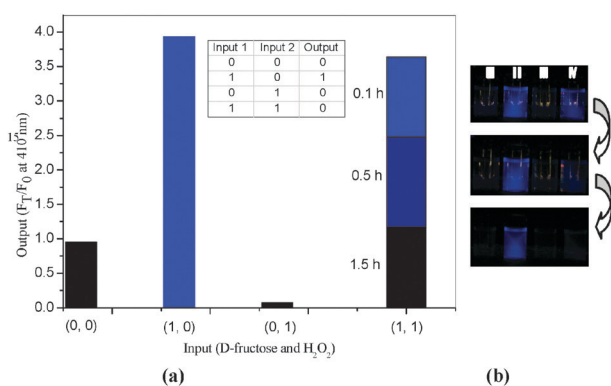 4.0
3.5
3.0
2.5
2.0
1.5
1.0
0.5
0.0
Output (F_T/F_0 at 410 nm)
Input 1 Input 2 Output
0 0 0
1 0 1
0 1 0
1 1 0
0.1 h
0.5 h
1.5 h
(0, 0) (1, 0) (0, 1) (1, 1)
Input (D-fructose and H2O2)
II IV
(a) (b)